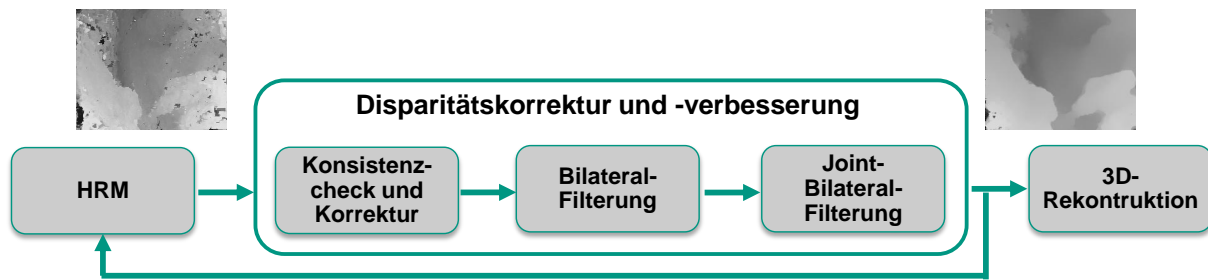 Disparitätskorrektur und -verbesserung
HRM
Konsistenz-
check und
Korrektur
Bilateral-
Filterung
Joint-
Bilateral-
Filterung
3D-
Rekontruktion